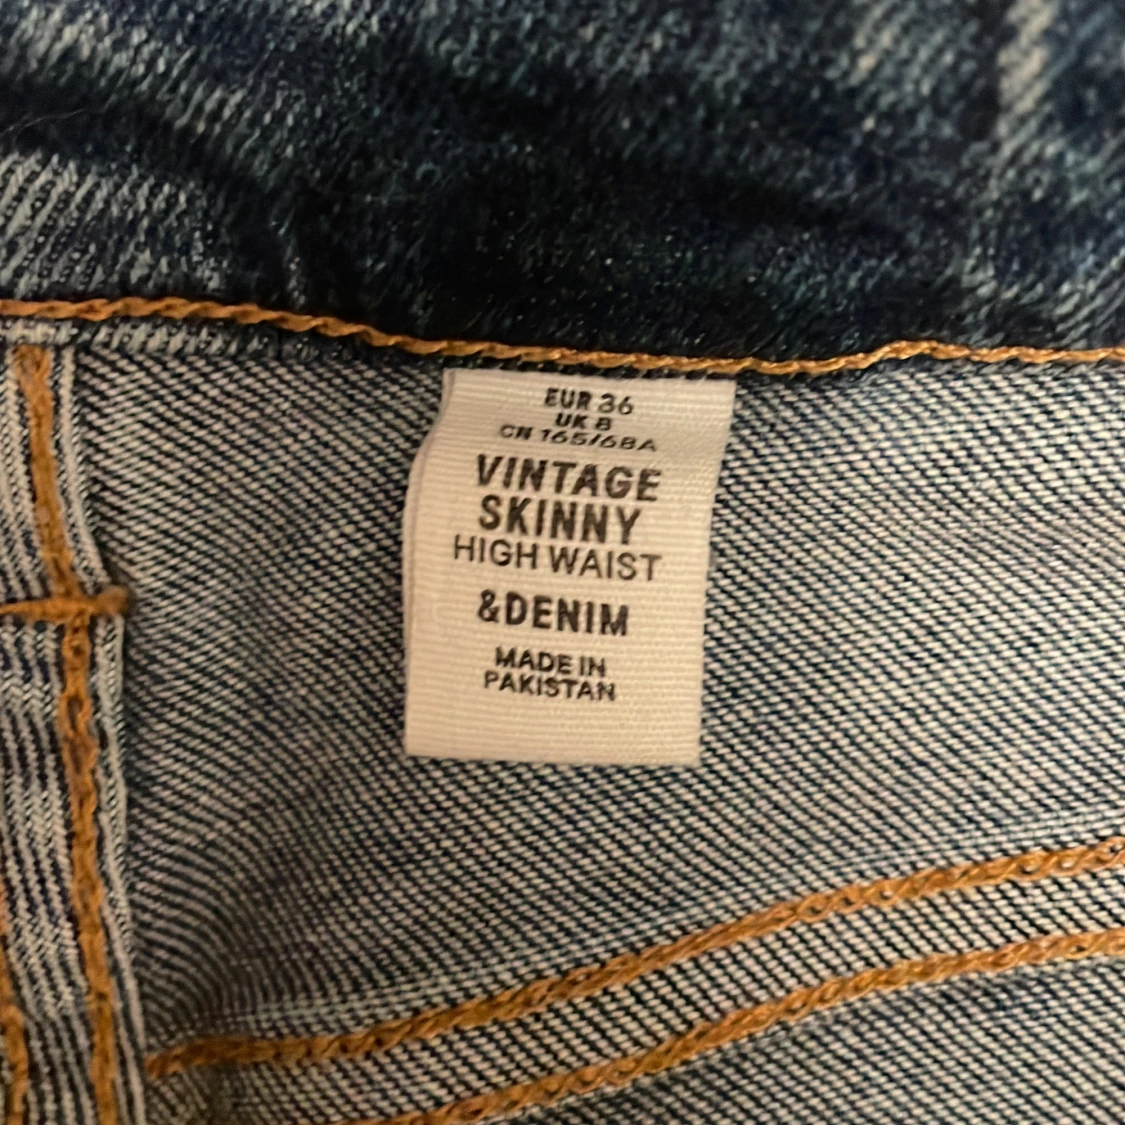 EUR 36
UK 8
CN 165/68A
VINTAGE
SKINNY
HIGH WAIST
&DENIM
MADE IN
PAKISTAN